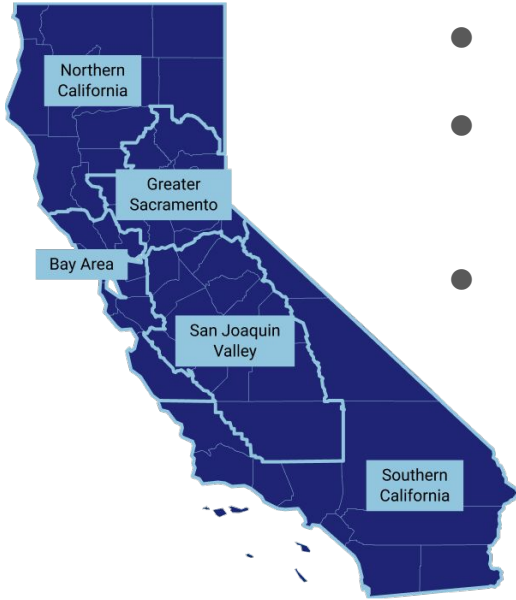 Northern
California
Greater
Sacramento
Bay Area
San Joaquin
Valley
Southern
California